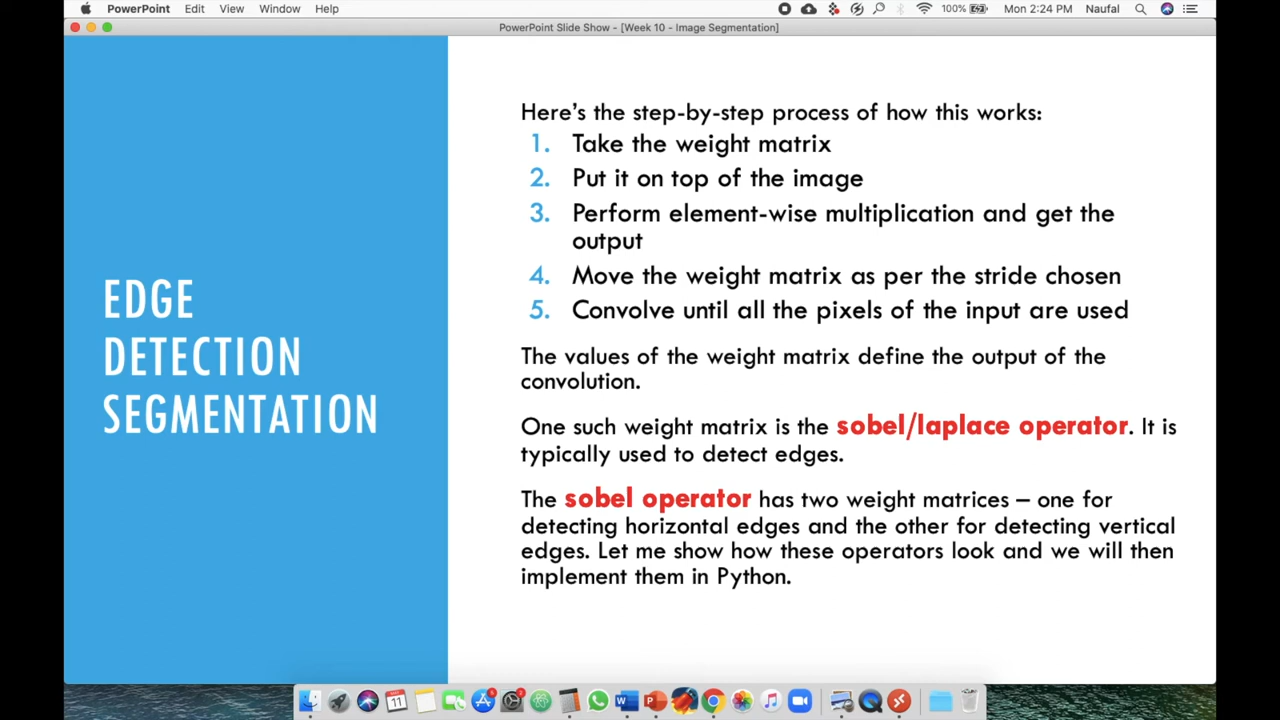 PowerPoint Edit View Window Help 100% Mon 2:24 PM Naufal
PowerPoint Slide Show - [Week 10 - Image Segmentation]
EDGE
DETECTION
SEGMENTATION
Here's the step-by-step process of how this works:
1. Take the weight matrix
2. Put it on top of the image
3. Perform element-wise multiplication and get the
output
4. Move the weight matrix as per the stride chosen
5. Convolve until all the pixels of the input are used
The values of the weight matrix define the output of the
convolution.
One such weight matrix is the sobel/laplace operator. It is
typically used to detect edges.
The sobel operator has two weight matrices – one for
detecting horizontal edges and the other for detecting vertical
edges. Let me show how these operators look and we will then
implement them in Python.
11